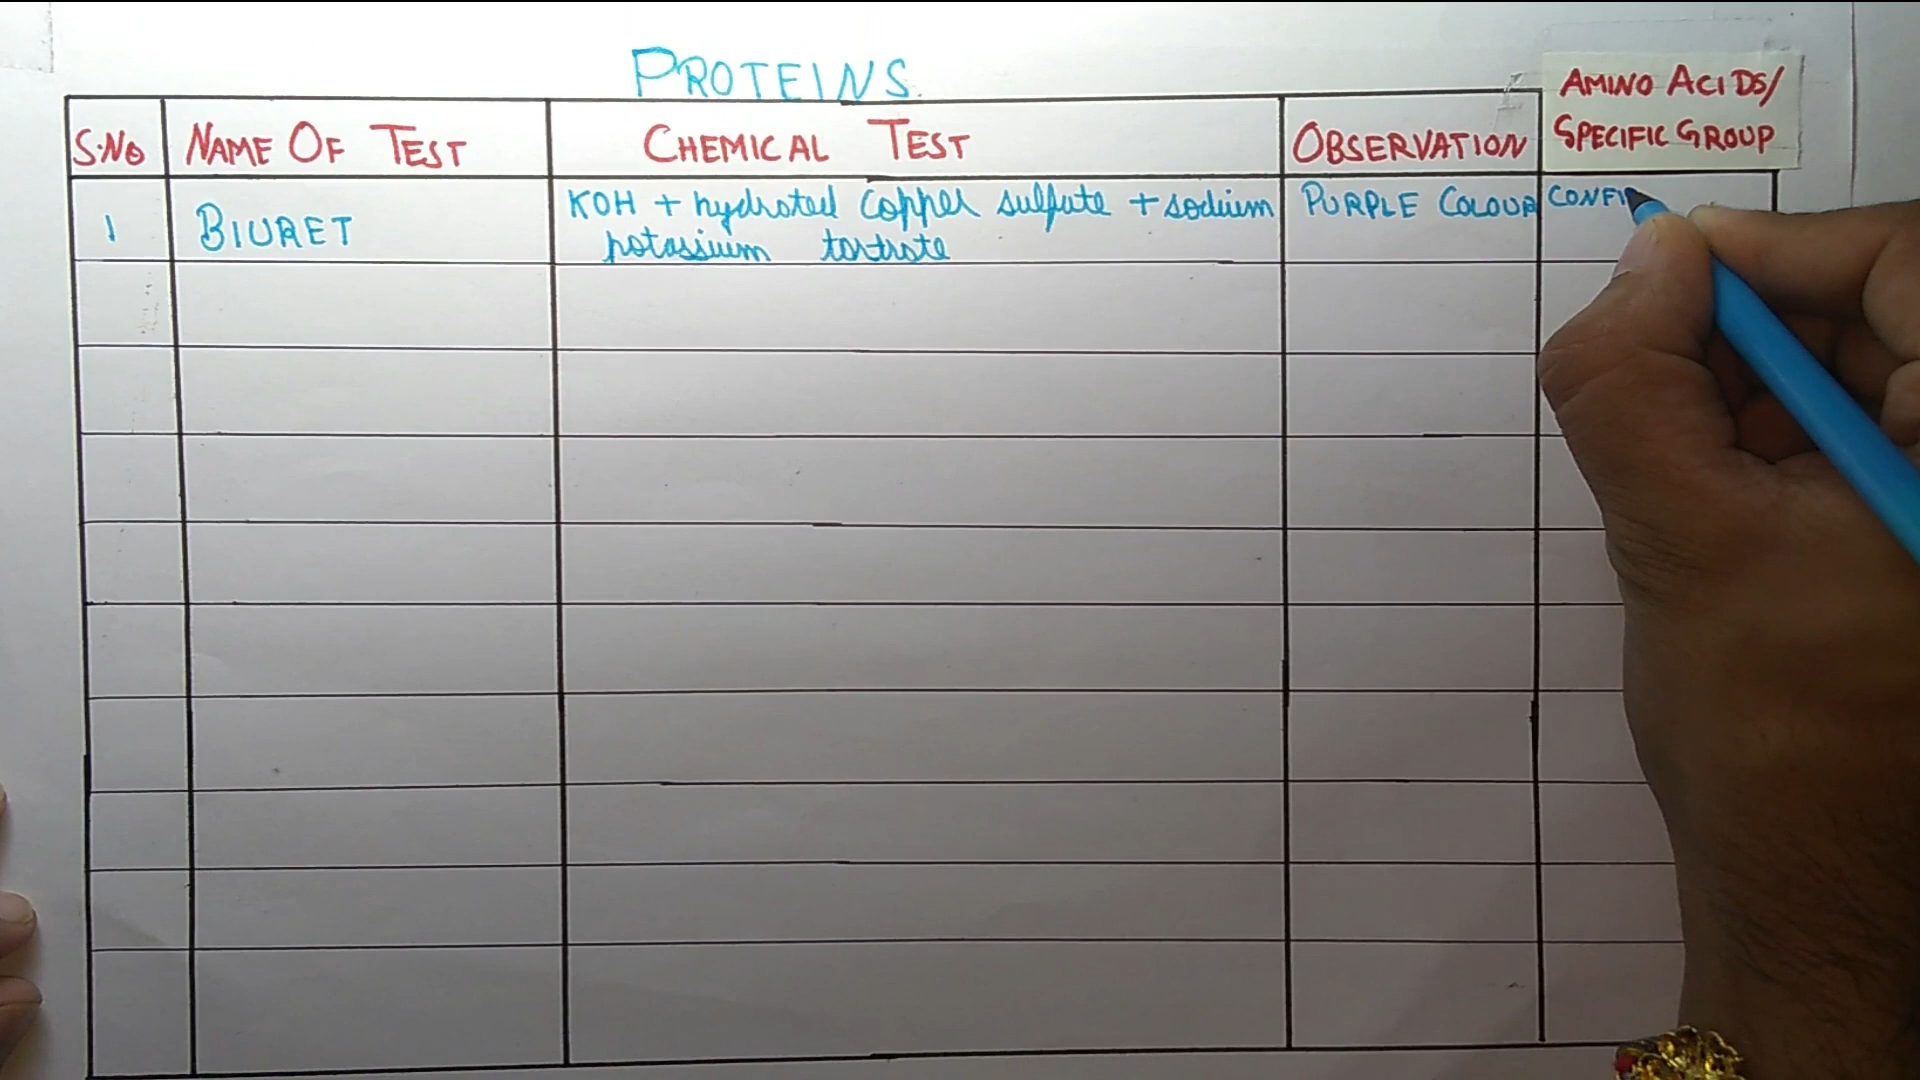 PROTEINS
S.No
NAME OF TEST
CHEMICAL TEST
OBSERVATION
AMINO ACIDS/
SPECIFIC GROUP
1
BIURET
KOH + hydrated copper sulfate + sodium
potassium tartrate
PURPLE COLOUR
CONFI